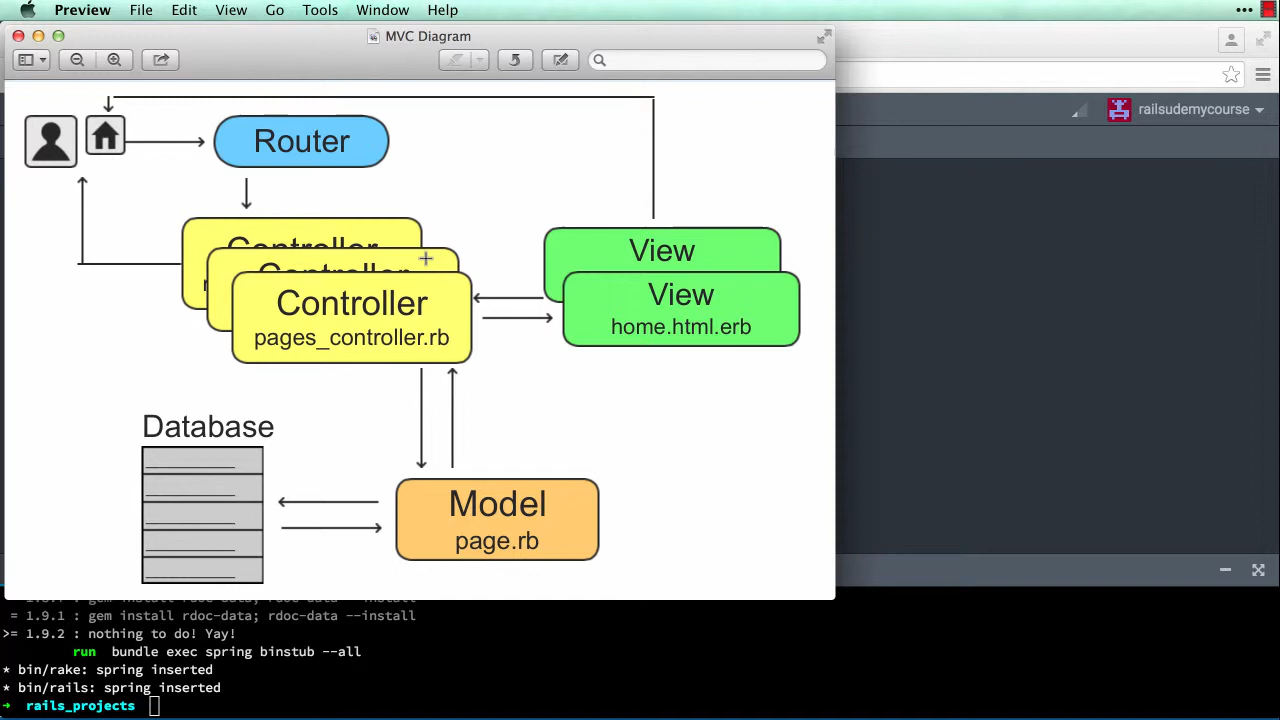 Preview File Edit View Go Tools Window Help
MVC Diagram
railsudemycourse
Router
Controller
Controller
Controller
pages_controller.rb
View
View
home.html.erb
Database
Model
page.rb
= 1.9.1 : gem install rdoc-data; rdoc-data --install
>= 1.9.2 : nothing to do! Yay!
run bundle exec spring binstub --all
* bin/rake: spring inserted
* bin/rails: spring inserted
rails_projects